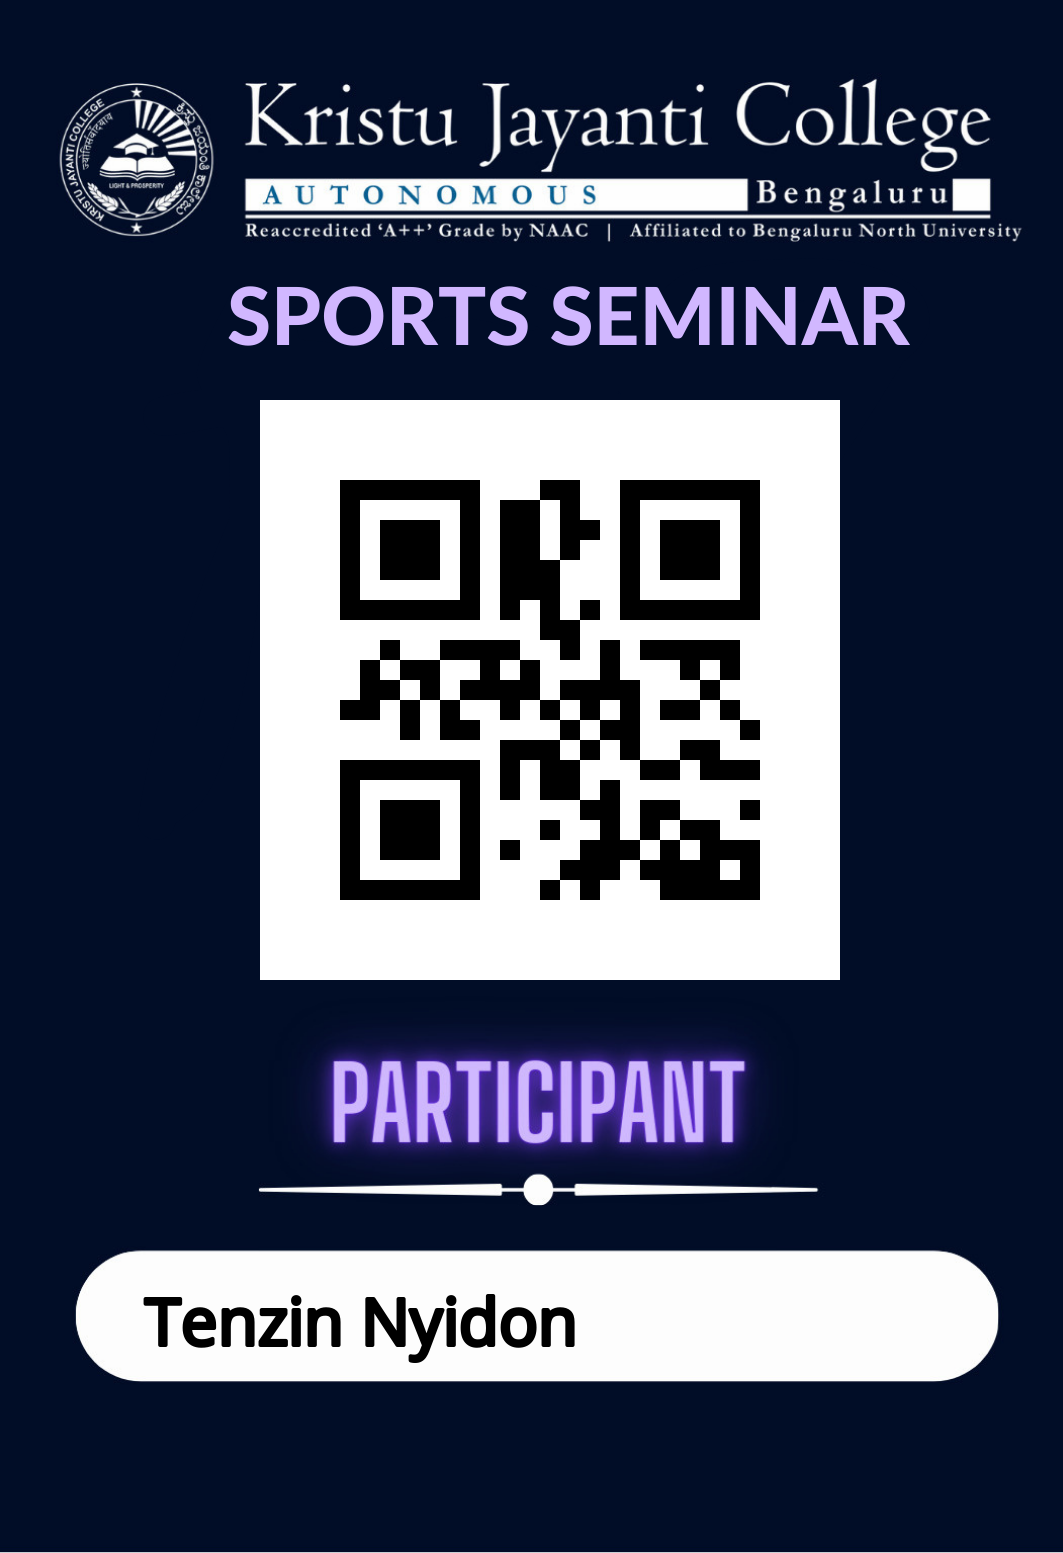 KRISTU JAYANTI COLLEGE
LIGHT & PROSPERITY
Kristu Jayanti College
AUTONOMOUS Bengaluru
Reaccredited ‘A++’ Grade by NAAC | Affiliated to Bengaluru North University
SPORTS SEMINAR
PARTICIPANT
Tenzin Nyidon